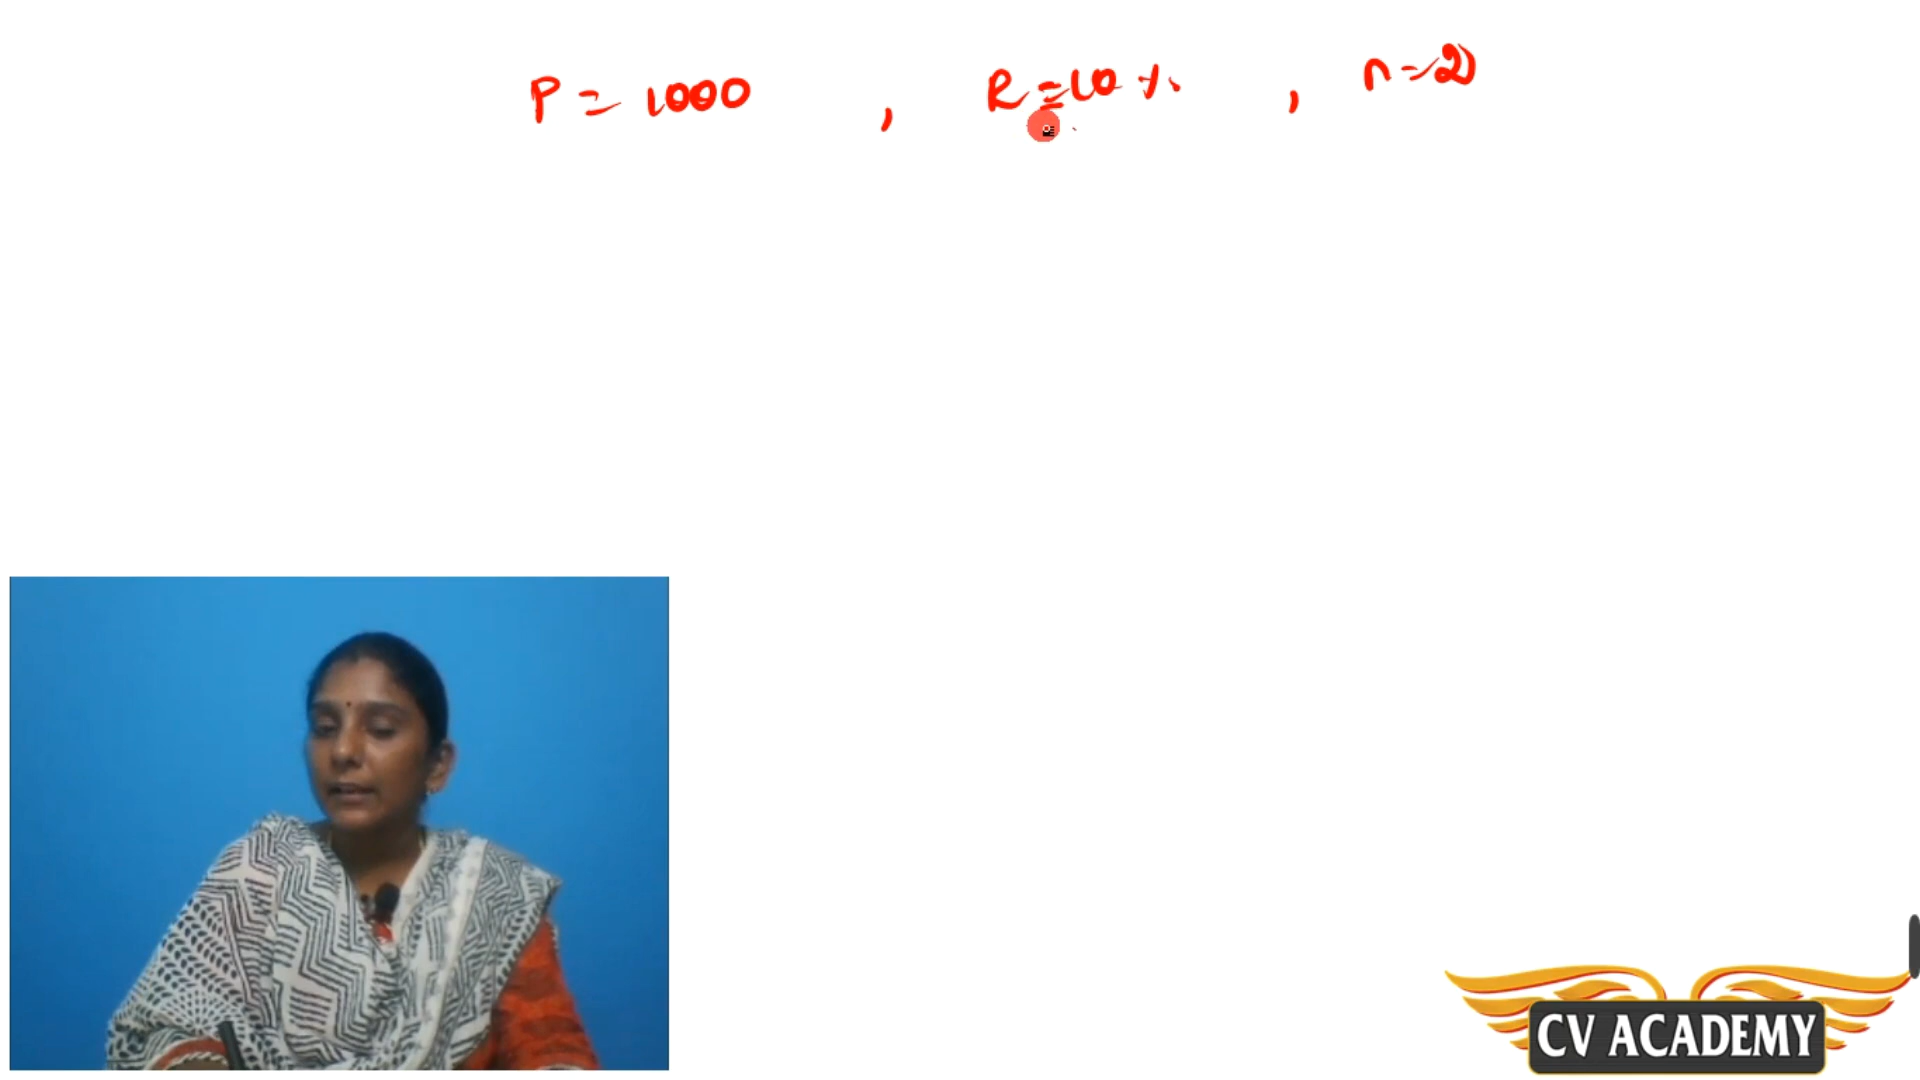 P = 1000 , R = 10 % , n = 2
CV ACADEMY